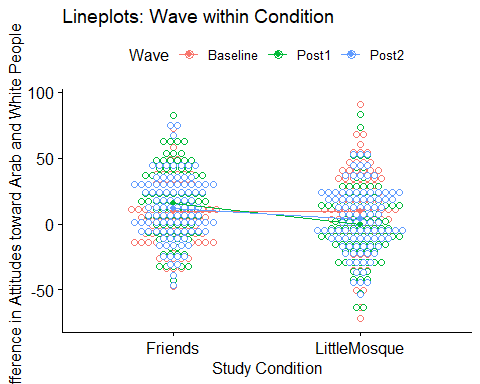 Lineplots: Wave within Condition
Wave Baseline Post1 Post2
fference in Attitudes toward Arab and White People
100
50
0
-50
Friends LittleMosque
Study Condition